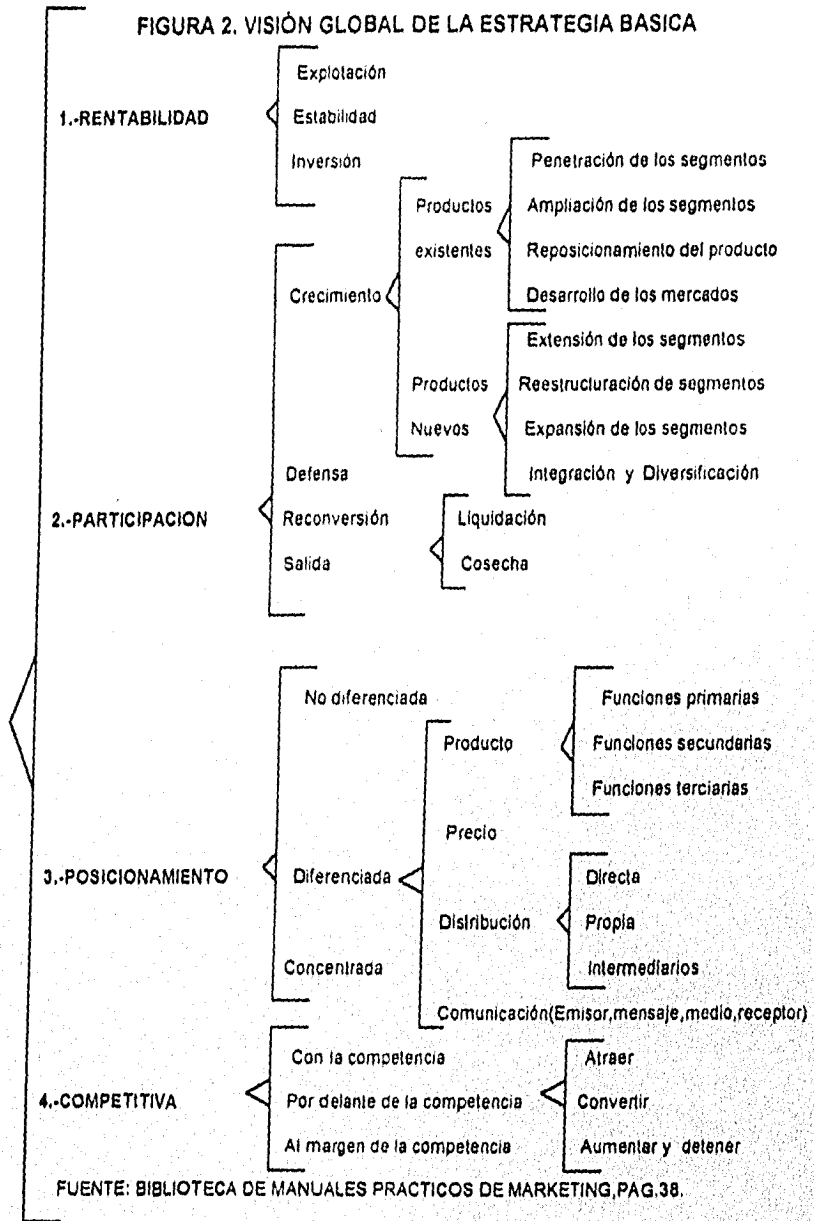 FIGURA 2. VISIÓN GLOBAL DE LA ESTRATEGIA BASICA
1.-RENTABILIDAD
Explotación
Estabilidad
Inversión
2.-PARTICIPACION
Crecimiento
Productos
existentes
Penetración de los segmentos
Ampliación de los segmentos
Reposicionamiento del producto
Desarrollo de los mercados
Productos
Nuevos
Extensión de los segmentos
Reestructuración de segmentos
Expansión de los segmentos
Integración y Diversificación
Defensa
Reconversión
Salida
Liquidación
Cosecha
3.-POSICIONAMIENTO
No diferenciada
Diferenciada
Producto
Funciones primarias
Funciones secundarias
Funciones terciarias
Precio
Distribución
Directa
Propia
Intermediarios
Comunicación(Emisor,mensaje,medio,receptor)
Concentrada
4.-COMPETITIVA
Con la competencia
Por delante de la competencia
Al margen de la competencia
Atraer
Convertir
Aumentar y detener
FUENTE: BIBLIOTECA DE MANUALES PRACTICOS DE MARKETING,PAG.38.